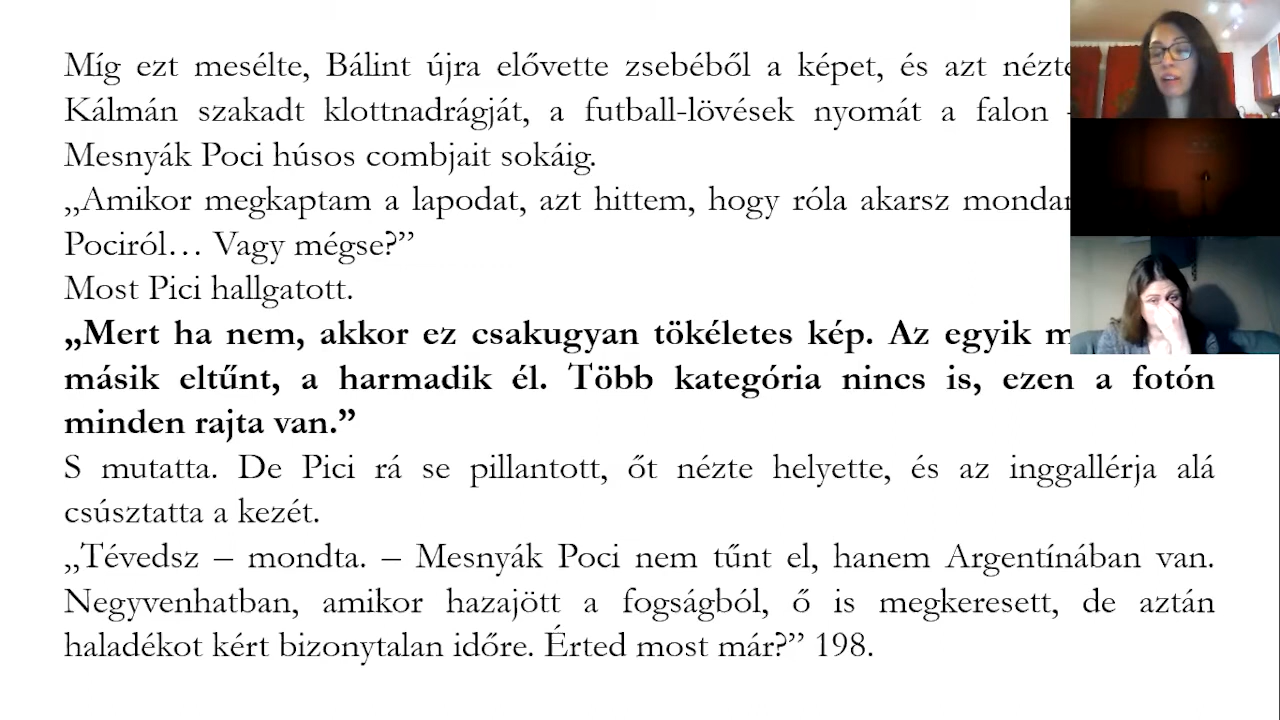 Míg ezt mesélte, Bálint újra elővette zsebéből a képet, és azt
Kálmán szakadt klottnadrágját, a futball-lövések nyomát a falon
Mesnyák Poci húsos combjait sokáig.
„Amikor megkaptam a lapodat, azt hittem, hogy róla akarsz
Pociról… Vagy mégse?”
Most Pici hallgatott.
„Mert ha nem, akkor ez csakugyan tökéletes kép. Az egyik
másik eltűnt, a harmadik él. Több kategória nincs is, ezen a fotón
minden rajta van.”
S mutatta. De Pici rá se pillantott, őt nézte helyette, és az inggallérja alá
csúsztatta a kezét.
„Tévedsz – mondta. – Mesnyák Poci nem tűnt el, hanem Argentínában van.
Negyvenhatban, amikor hazajött a fogságból, ő is megkeresett, de aztán
haladékot kért bizonytalan időre. Érted most már?” 198.